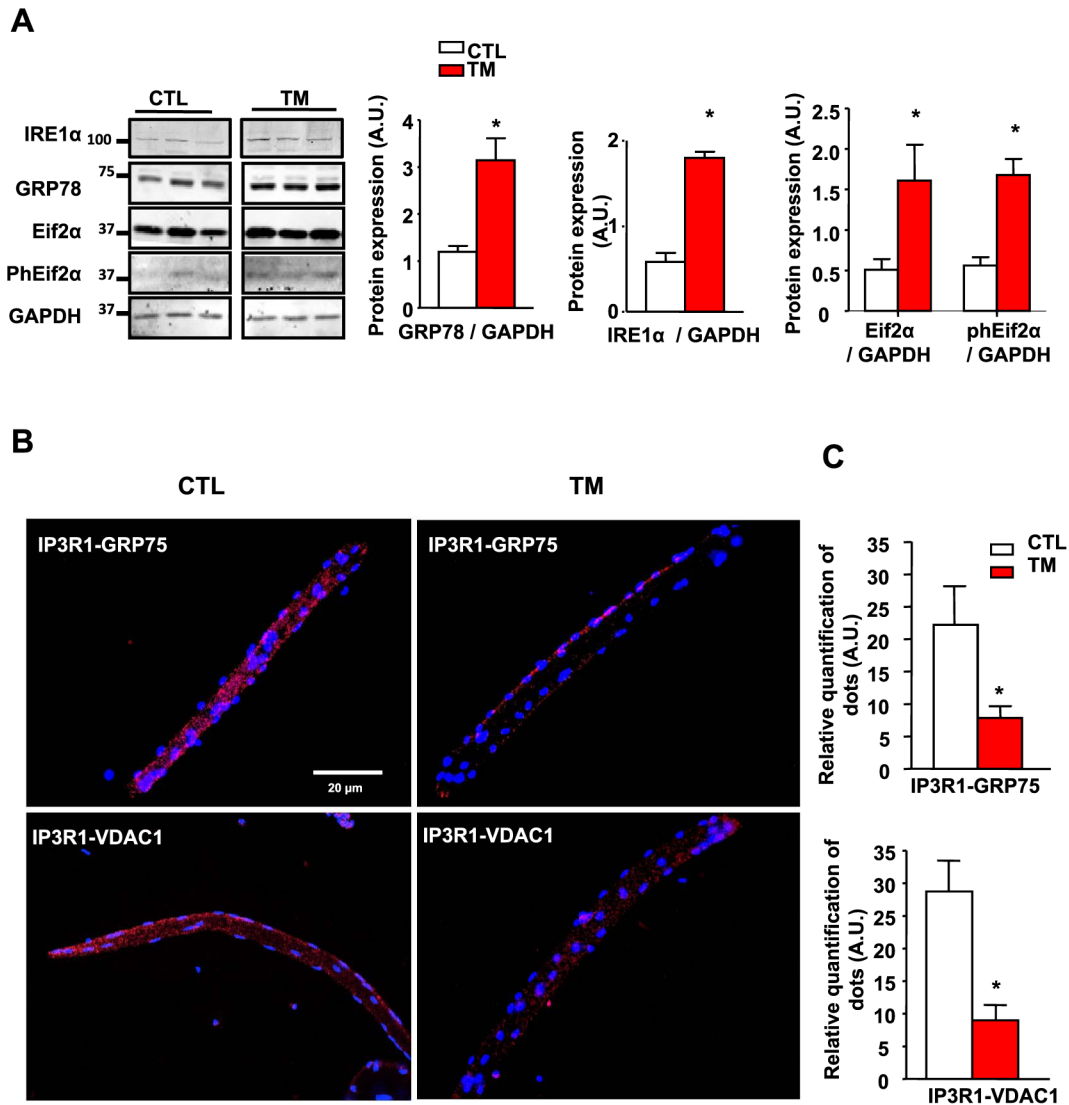 A
CTL
TM
CTL
TM
IRE1α
100
GRP78
75
Eif2α
37
PhEif2α
37
GAPDH
37
Protein expression (A.U.)
4
3
2
1
0
*
GRP78 / GAPDH
Protein expression
(A.U.)
2
1
0
*
IRE1α / GAPDH
Protein expression (A.U.)
2.5
2.0
1.5
1.0
0.5
0
*
*
Eif2α
/ GAPDH
phEif2α
/ GAPDH
B
CTL
TM
IP3R1-GRP75
20 µm
IP3R1-GRP75
IP3R1-VDAC1
IP3R1-VDAC1
C
CTL
TM
Relative quantification of
dots (A.U.)
35
30
25
20
15
10
5
0
*
IP3R1-GRP75
Relative quantification of
dots (A.U.)
35
30
25
20
15
10
5
0
*
IP3R1-VDAC1